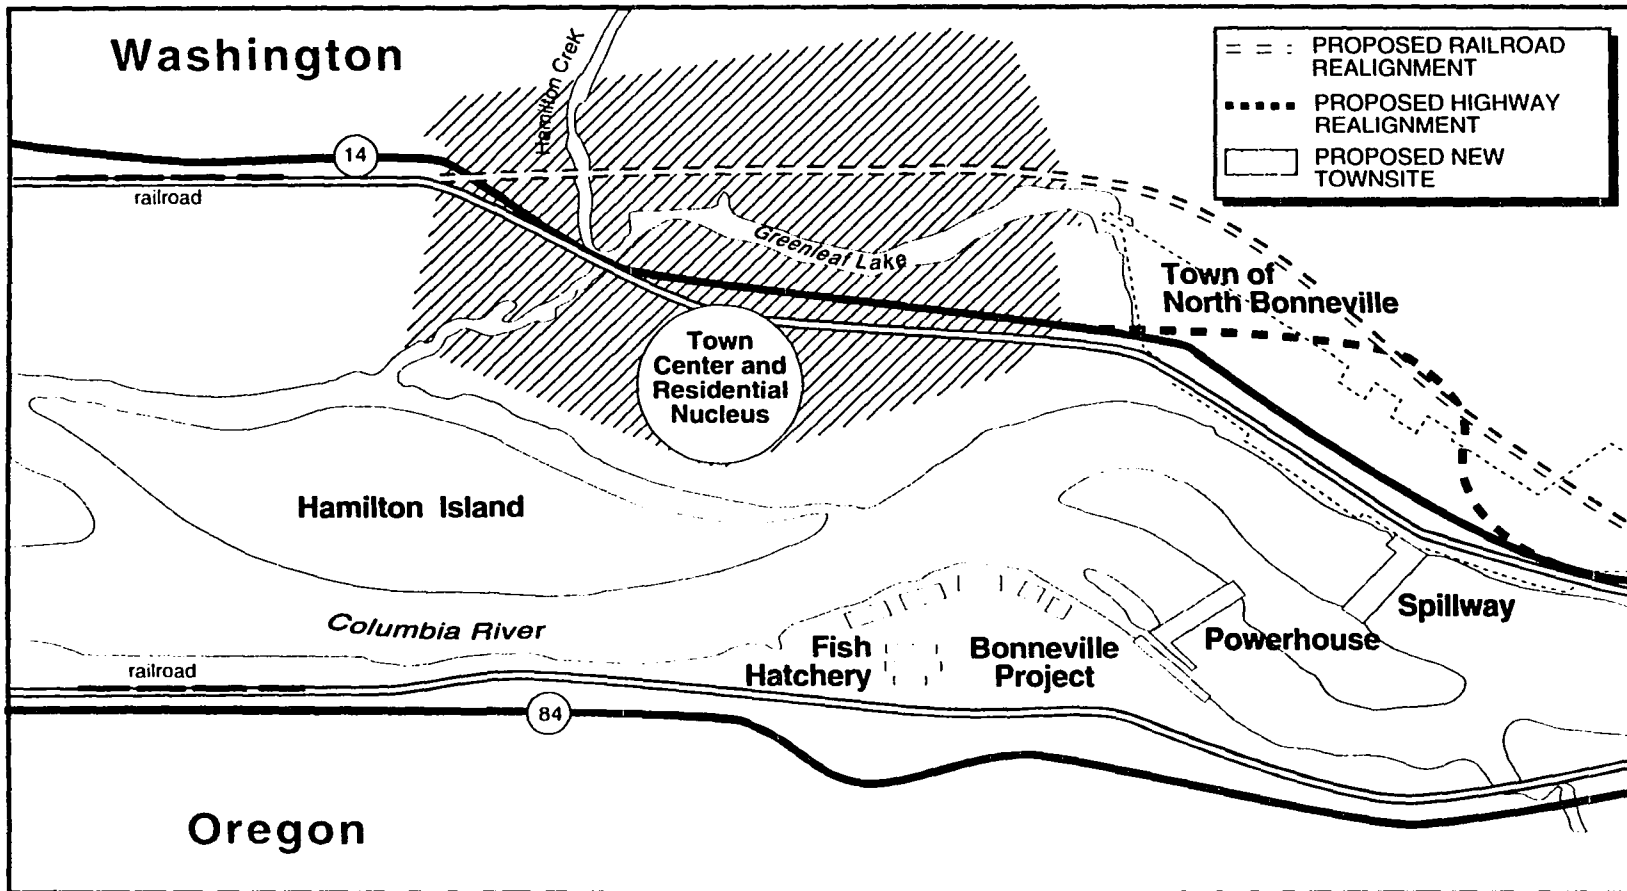 Washington
Hamilton Crek
PROPOSED RAILROAD
REALIGNMENT
PROPOSED HIGHWAY
REALIGNMENT
PROPOSED NEW
TOWNSITE
14
railroad
Greenleaf Lake
Town of
North Bonneville
Town
Center and
Residential
Nucleus
Hamilton Island
Columbia River
Spillway
Powerhouse
Fish
Hatchery
Bonneville
Project
railroad
84
Oregon